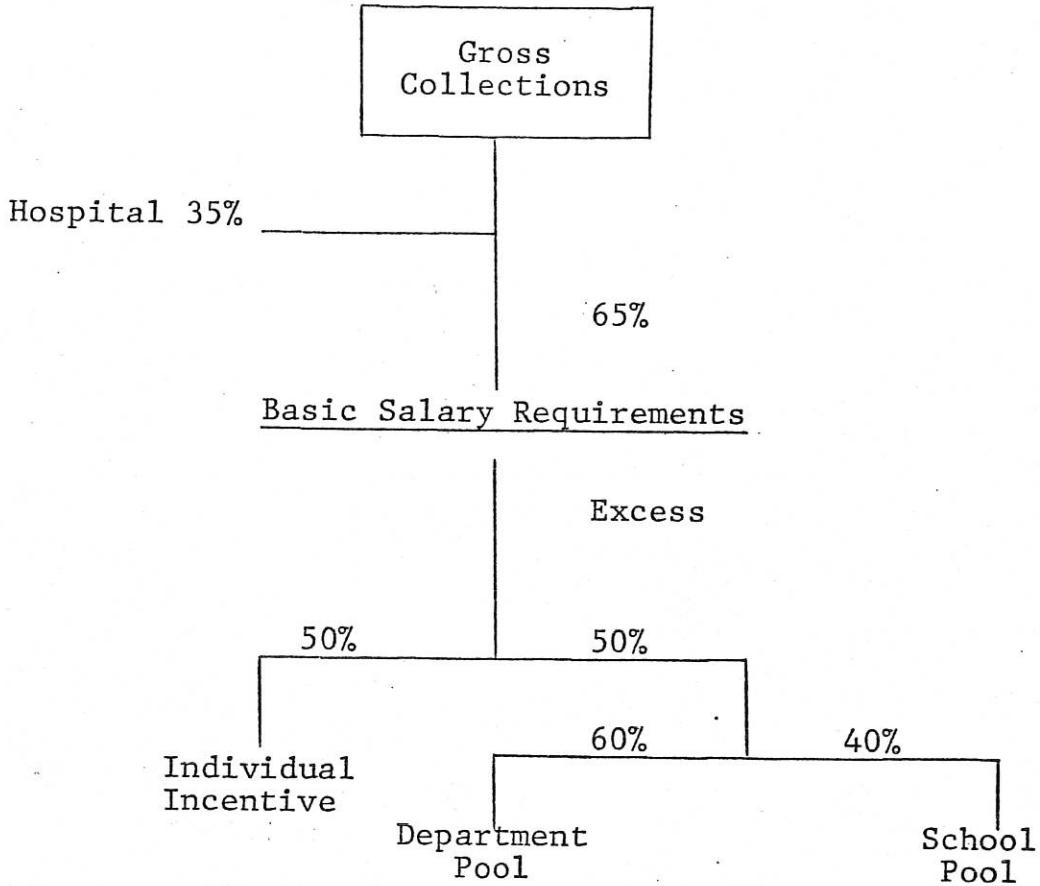 Gross
Collections
Hospital 35%
65%
Basic Salary Requirements
Excess
50% 50%
60% 40%
Individual
Incentive
Department
Pool
School
Pool